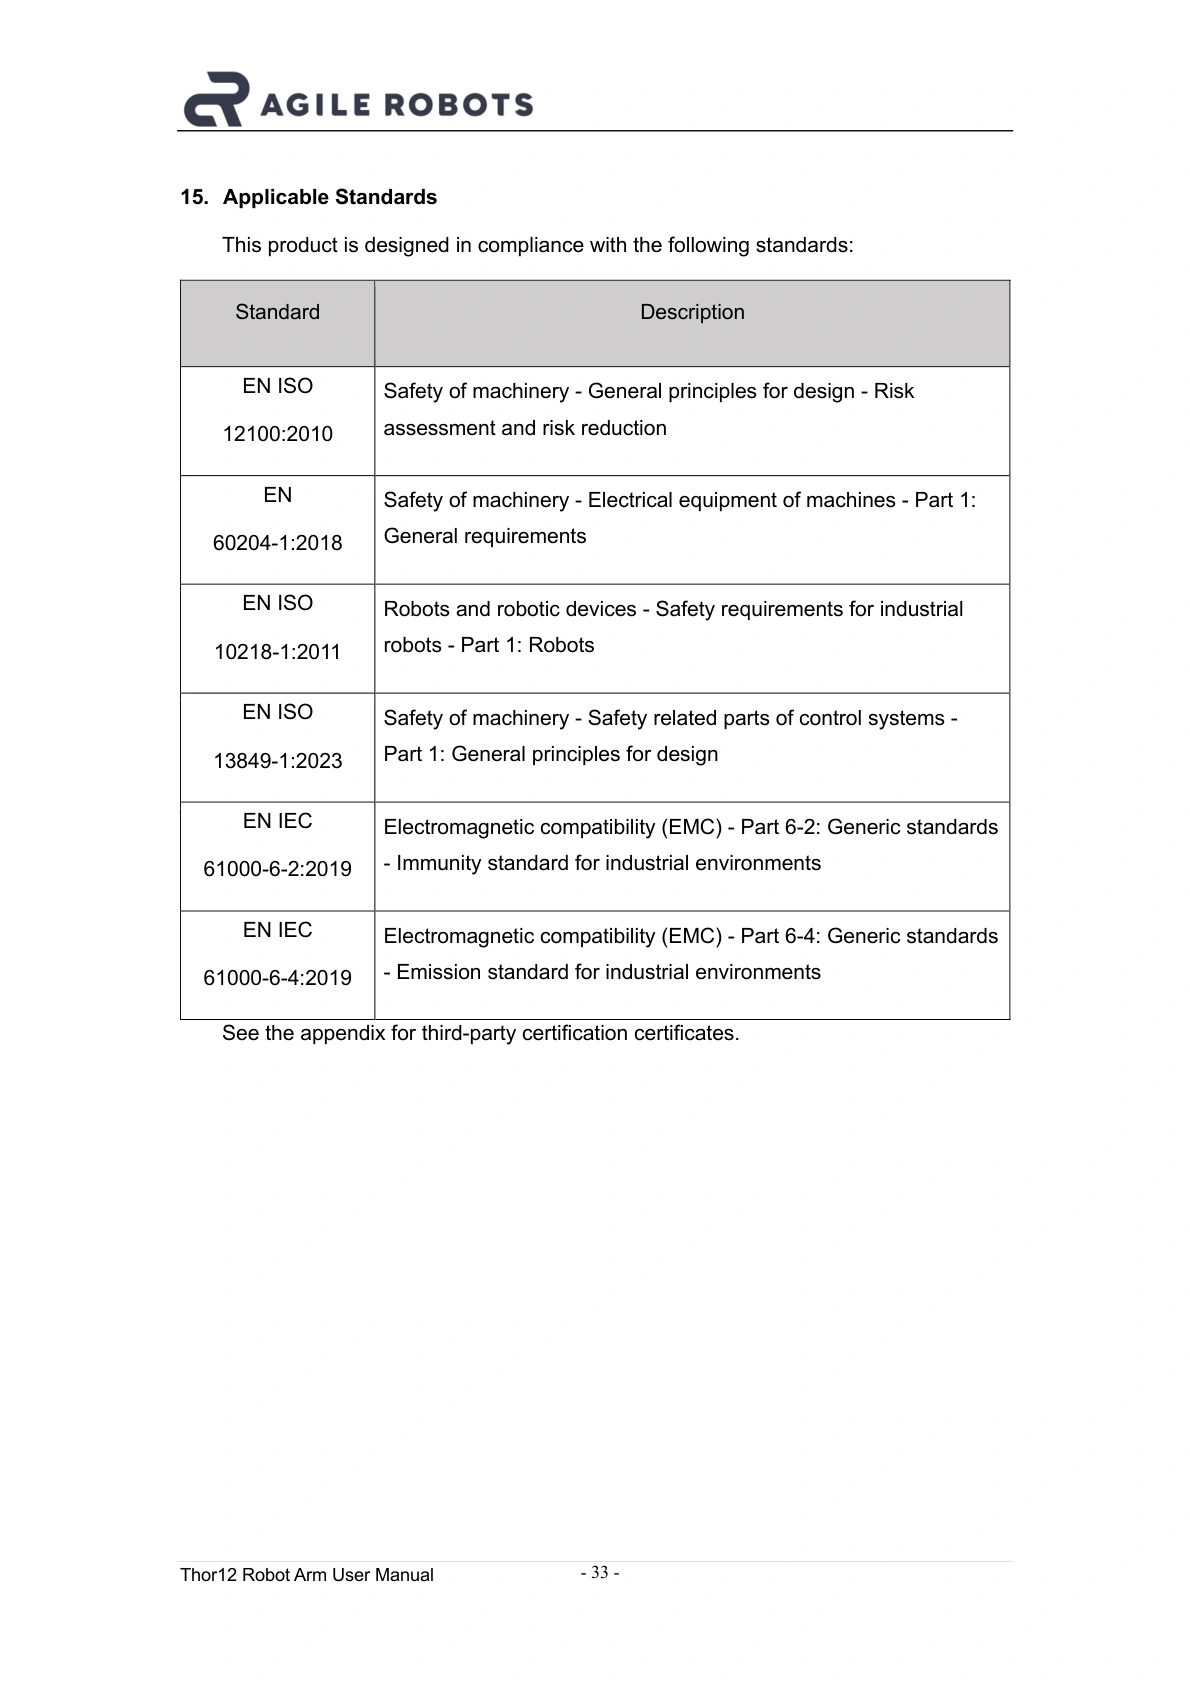 AGILE ROBOTS
15. Applicable Standards
This product is designed in compliance with the following standards:
Standard
Description
EN ISO
12100:2010
Safety of machinery - General principles for design - Risk
assessment and risk reduction
EN
60204-1:2018
Safety of machinery - Electrical equipment of machines - Part 1:
General requirements
EN ISO
10218-1:2011
Robots and robotic devices - Safety requirements for industrial
robots - Part 1: Robots
EN ISO
13849-1:2023
Safety of machinery - Safety related parts of control systems -
Part 1: General principles for design
EN IEC
61000-6-2:2019
Electromagnetic compatibility (EMC) - Part 6-2: Generic standards
- Immunity standard for industrial environments
EN IEC
61000-6-4:2019
Electromagnetic compatibility (EMC) - Part 6-4: Generic standards
- Emission standard for industrial environments
See the appendix for third-party certification certificates.
Thor12 Robot Arm User Manual
- 33 -